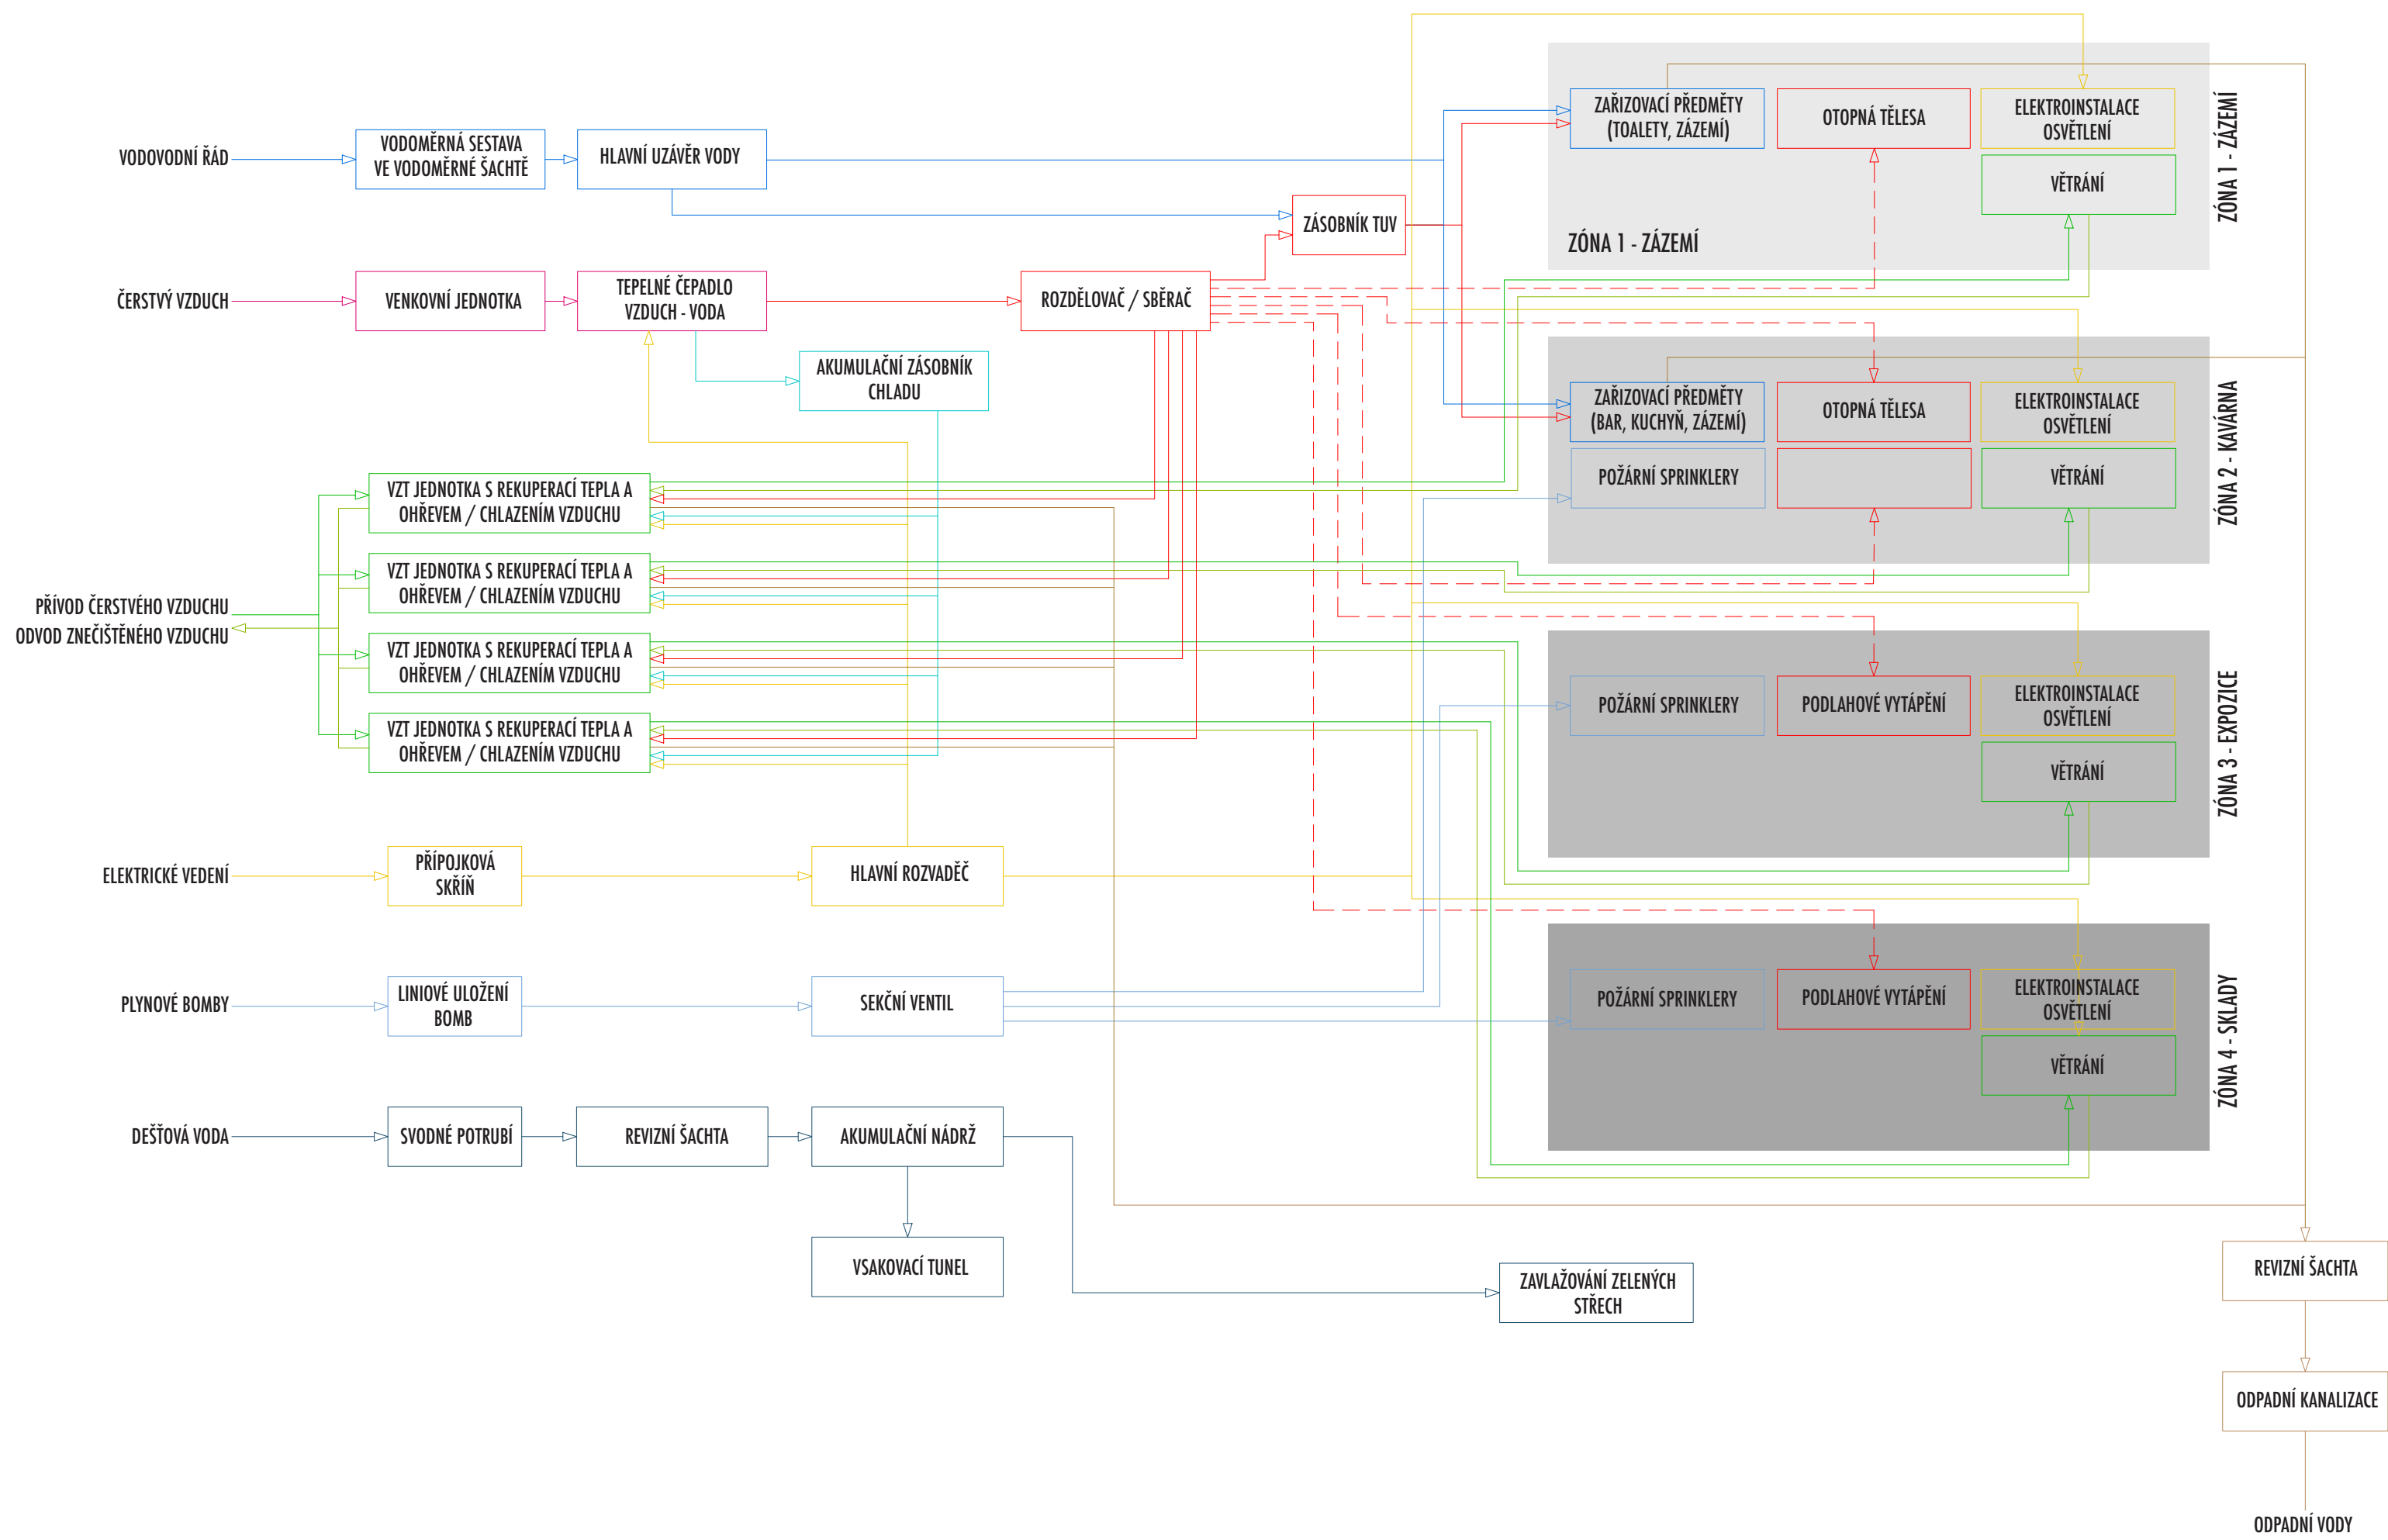 VODOVODNÍ ŘÁD
VODOMĚRNÁ SESTAVA
VE VODOMĚRNÉ ŠACHTĚ
HLAVNÍ UZÁVĚR VODY
ZÁSOBNÍK TUV
ČERSTVÝ VZDUCH
VENKOVNÍ JEDNOTKA
TEPELNÉ ČEPADLO
VZDUCH - VODA
ROZDĚLOVAČ / SBĚRAČ
AKUMULAČNÍ ZÁSOBNÍK
CHLADU
PŘÍVOD ČERSTVÉHO VZDUCHU
ODVOD ZNEČIŠTĚNÉHO VZDUCHU
VZT JEDNOTKA S REKUPERACÍ TEPLA A
OHŘEVEM / CHLAZENÍM VZDUCHU
VZT JEDNOTKA S REKUPERACÍ TEPLA A
OHŘEVEM / CHLAZENÍM VZDUCHU
VZT JEDNOTKA S REKUPERACÍ TEPLA A
OHŘEVEM / CHLAZENÍM VZDUCHU
VZT JEDNOTKA S REKUPERACÍ TEPLA A
OHŘEVEM / CHLAZENÍM VZDUCHU
ELEKTRICKÉ VEDENÍ
PŘÍPOJKOVÁ
SKŘÍŇ
HLAVNÍ ROZVADĚČ
PLYNOVÉ BOMBY
LINIOVÉ ULOŽENÍ
BOMB
SEKČNÍ VENTIL
DEŠŤOVÁ VODA
SVODNÉ POTRUBÍ
REVIZNÍ ŠACHTA
AKUMULAČNÍ NÁDRŽ
VSAKOVACÍ TUNEL
ZAVLAŽOVÁNÍ ZELENÝCH
STŘECH
ZAŘIZOVACÍ PŘEDMĚTY
(TOALETY, ZÁZEMÍ)
OTOPNÁ TĚLESA
ELEKTROINSTALACE
OSVĚTLENÍ
VĚTRÁNÍ
ZÓNA 1 - ZÁZEMÍ
ZÓNA 1 - ZÁZEMÍ
ZAŘIZOVACÍ PŘEDMĚTY
(BAR, KUCHYŇ, ZÁZEMÍ)
OTOPNÁ TĚLESA
ELEKTROINSTALACE
OSVĚTLENÍ
POŽÁRNÍ SPRINKLERY
VĚTRÁNÍ
ZÓNA 2 - KAVÁRNA
POŽÁRNÍ SPRINKLERY
PODLAHOVÉ VYTÁPĚNÍ
ELEKTROINSTALACE
OSVĚTLENÍ
VĚTRÁNÍ
ZÓNA 3 - EXPOZICE
POŽÁRNÍ SPRINKLERY
PODLAHOVÉ VYTÁPĚNÍ
ELEKTROINSTALACE
OSVĚTLENÍ
VĚTRÁNÍ
ZÓNA 4 - SKLADY
REVIZNÍ ŠACHTA
ODPADNÍ KANALIZACE
ODPADNÍ VODY